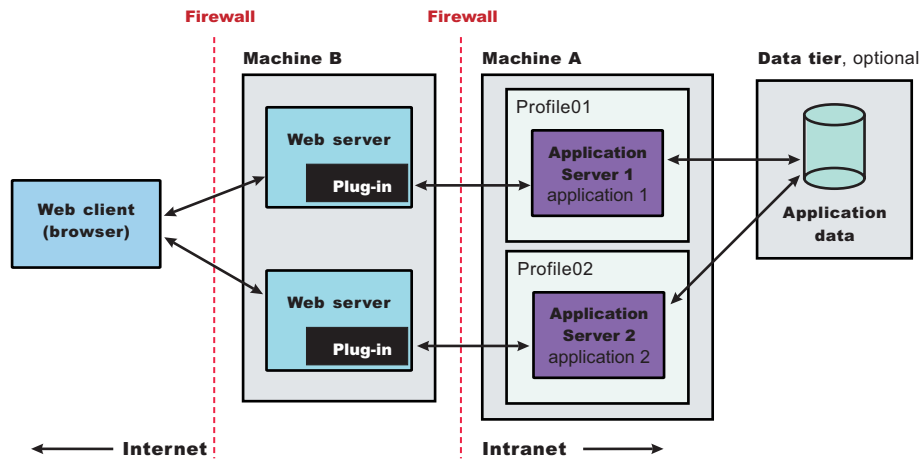 Firewall
Firewall
Machine B
Machine A
Data tier, optional
Profile01
Web server
Plug-in
Application
Server 1
application 1
Web client
(browser)
Application
data
Profile02
Web server
Plug-in
Application
Server 2
application 2
Internet
Intranet